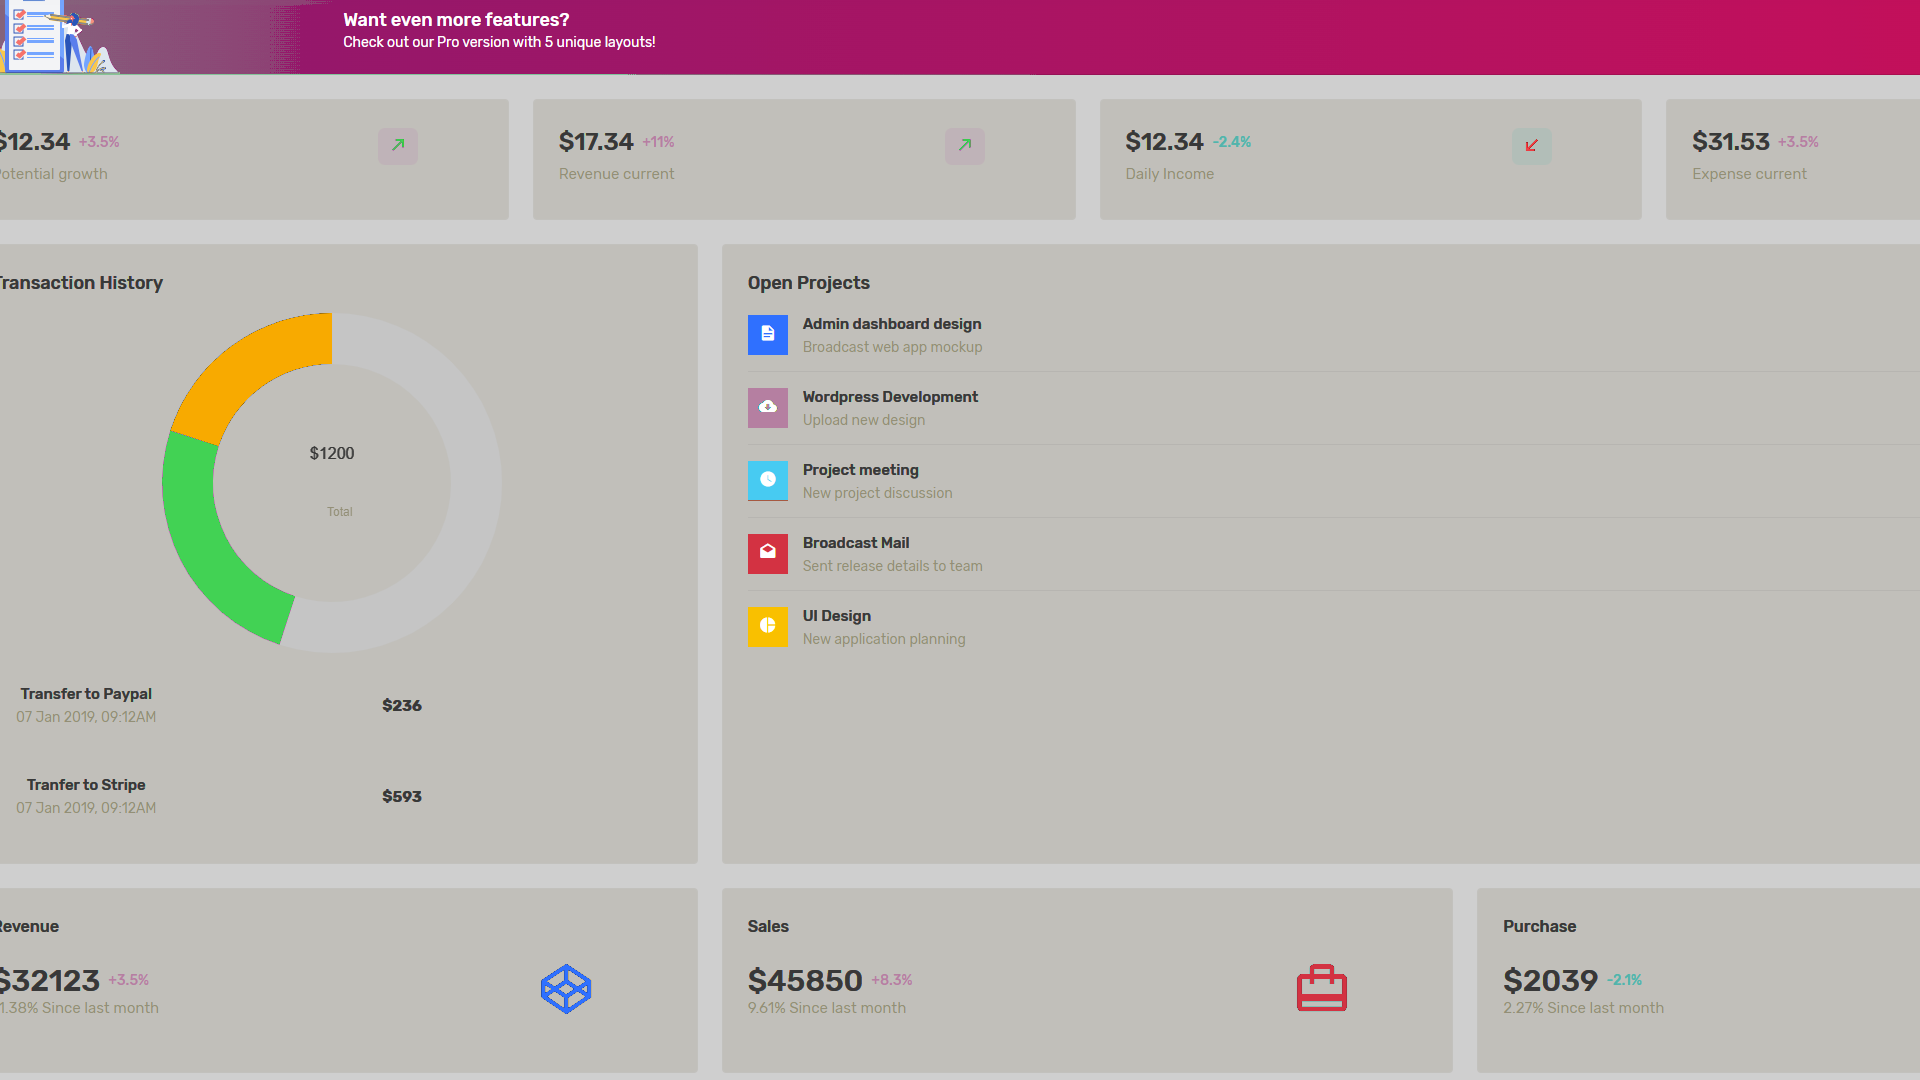 Want even more features?
Check out our Pro version with 5 unique layouts!
$12.34 +3.5%
Potential growth
$17.34 +11%
Revenue current
$12.34 -2.4%
Daily Income
$31.53 +3.5%
Expense current
Transaction History
$1200
Total
Transfer to Paypal
07 Jan 2019, 09:12AM
$236
Tranfer to Stripe
07 Jan 2019, 09:12AM
$593
Open Projects
Admin dashboard design
Broadcast web app mockup
Wordpress Development
Upload new design
Project meeting
New project discussion
Broadcast Mail
Sent release details to team
UI Design
New application planning
Revenue
$32123 +3.5%
1.38% Since last month
Sales
$45850 +8.3%
9.61% Since last month
Purchase
$2039 -2.1%
2.27% Since last month